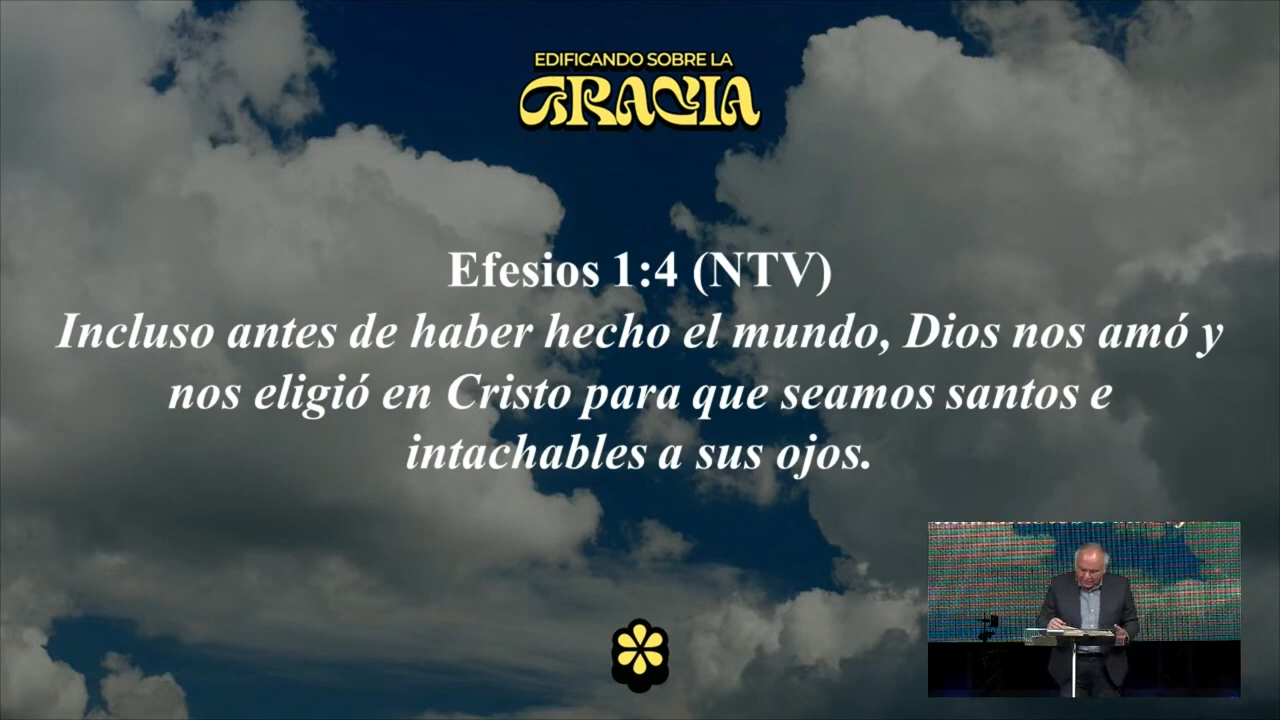 EDIFICANDO SOBRE LA
GRACIA
Efesios 1:4 (NTV)
Incluso antes de haber hecho el mundo, Dios nos amó y
nos eligió en Cristo para que seamos santos e
intachables a sus ojos.